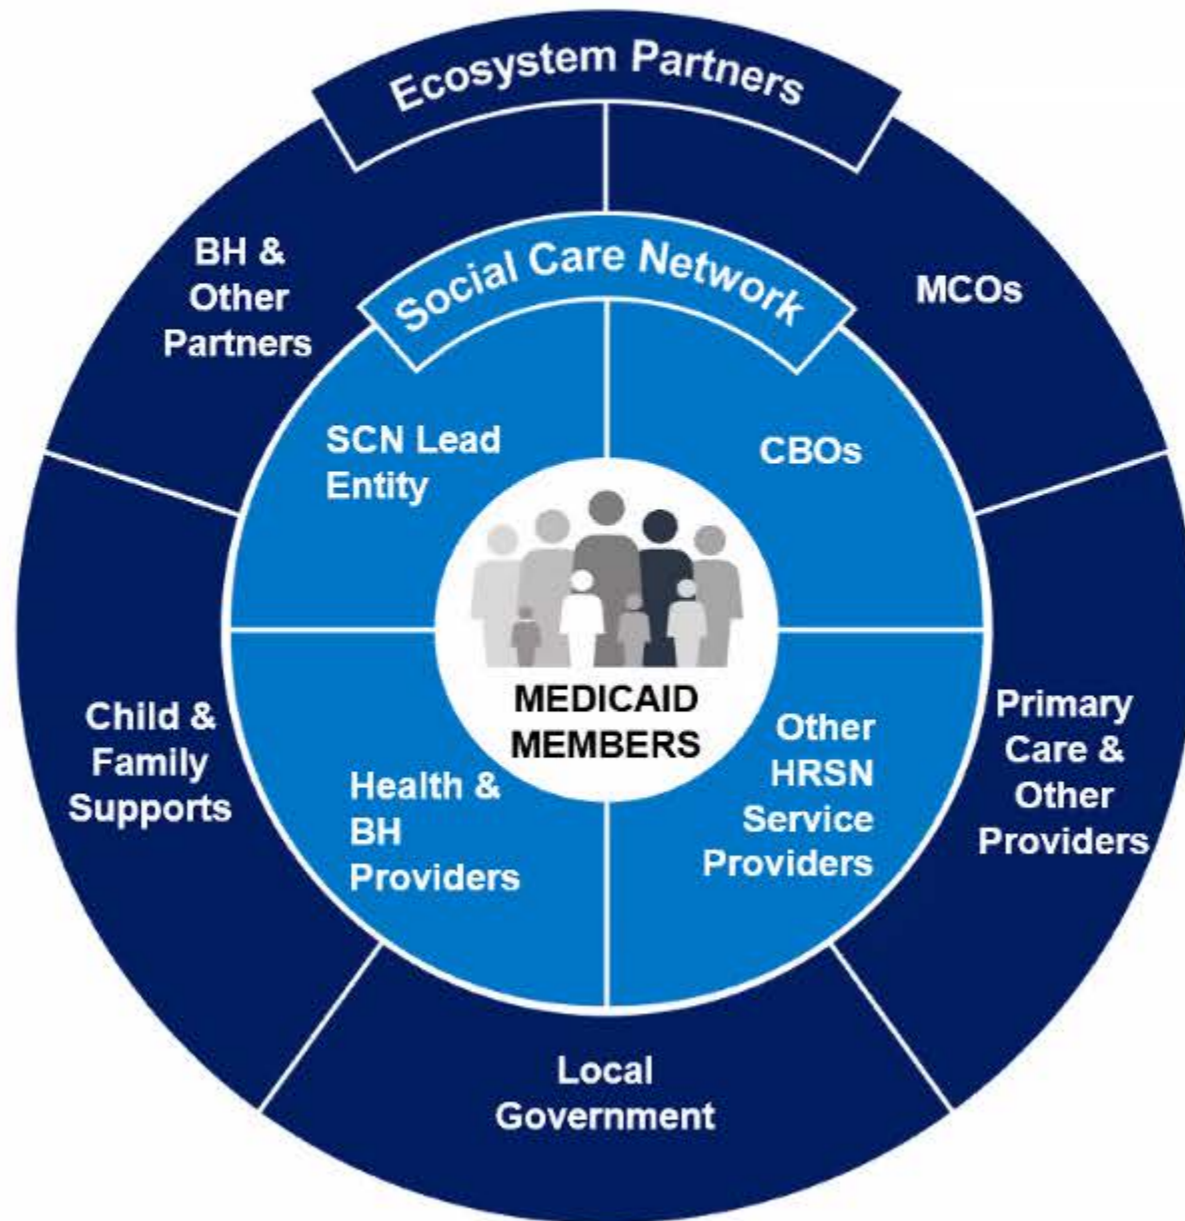 Ecosystem Partners
BH &
Other
Partners
MCOs
Social Care Network
SCN Lead
Entity
CBOs
MEDICAID
MEMBERS
Child &
Family
Supports
Health &
BH
Providers
Other
HRSN
Service
Providers
Primary
Care &
Other
Providers
Local
Government